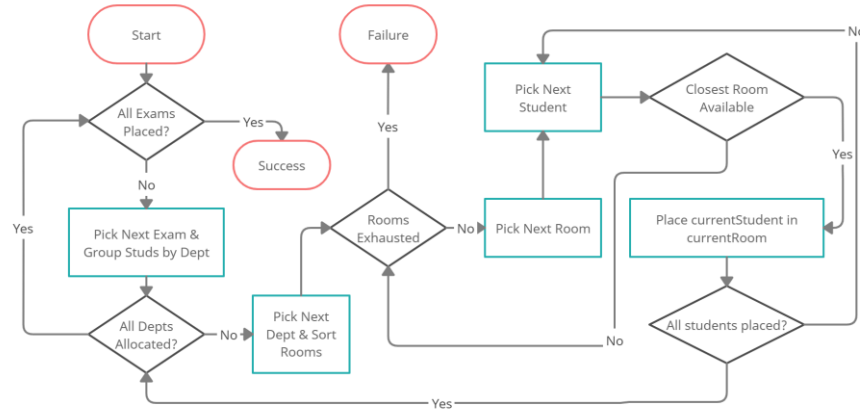 Start
All Exams
Placed?
Yes
Success
No
Pick Next Exam &
Group Studs by Dept
Yes
All Depts
Allocated?
No
Pick Next
Dept & Sort
Rooms
Failure
Yes
Rooms
Exhausted
No
Pick Next Room
Pick Next
Student
Closest Room
Available
No
Yes
Place currentStudent in
currentRoom
No
All students placed?
Yes